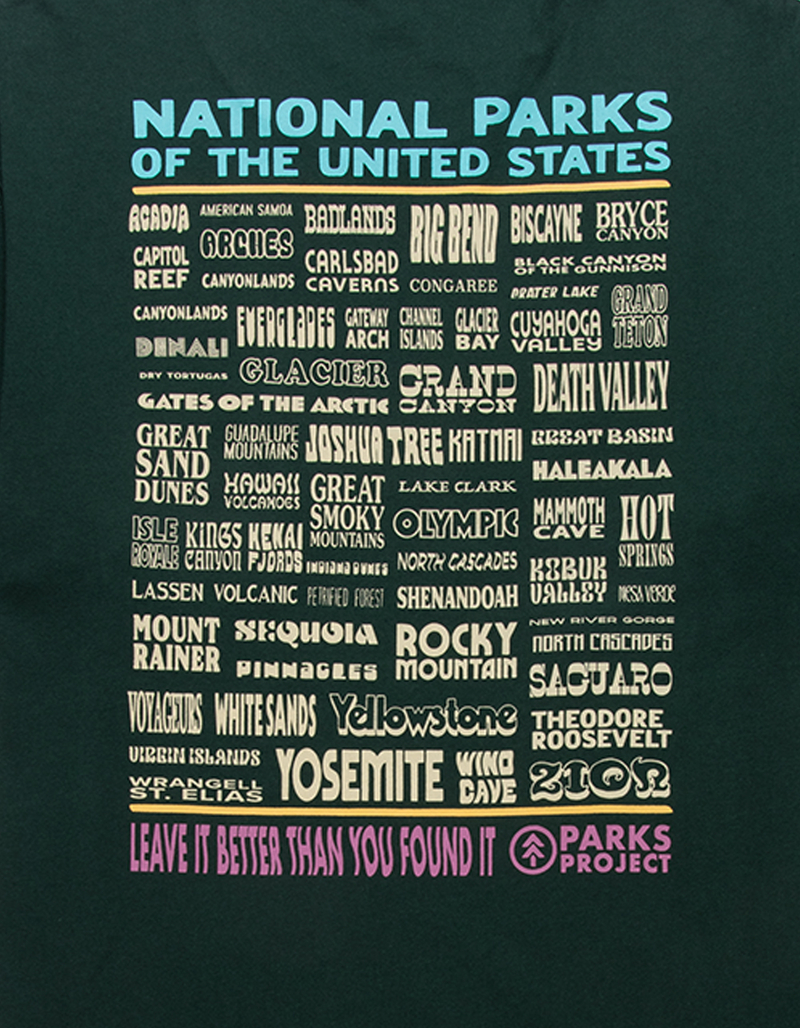 NATIONAL PARKS
OF THE UNITED STATES
ACADIA
AMERICAN SAMOA
BADLANDS
BIG BEND
BISCAYNE
BRYCE
CANYON
ARCHES
CAPITOL
REEF
CARLSBAD
CAVERNS
BLACK CANYON
OF THE GUNNISON
CANYONLANDS
CONGAREE
CRATER LAKE
GRAND
TETON
CANYONLANDS
EVERGLADES
GATEWAY
ARCH
CHANNEL
ISLANDS
GLACIER
BAY
CUYAHOGA
VALLEY
DENALI
DRY TORTUGAS
GLACIER
GRAND
CANYON
DEATH VALLEY
GATES OF THE ARCTIC
GREAT
SAND
DUNES
GUADALUPE
MOUNTAINS
JOSHUA TREE
KATMAI
GREAT BASIN
HALEAKALA
HAWAII
VOLCANOES
GREAT
SMOKY
MOUNTAINS
LAKE CLARK
MAMMOTH
CAVE
HOT
SPRINGS
OLYMPIC
ISLE
ROYALE
KINGS
CANYON
KENAI
FJORDS
INDIANA DUNES
NORTH CASCADES
KOBUK
VALLEY
MESA VERDE
LASSEN VOLCANIC
PETRIFIED FOREST
SHENANDOAH
NEW RIVER GORGE
MOUNT
RAINER
SEQUOIA
ROCKY
MOUNTAIN
NORTH CASCADES
PINNACLES
SAGUARO
VOYAGEURS
WHITE SANDS
Yellowstone
THEODORE
ROOSEVELT
VIRGIN ISLANDS
YOSEMITE
WIND
CAVE
ZION
WRANGELL
ST. ELIAS
LEAVE IT BETTER THAN YOU FOUND IT
PARKS
PROJECT